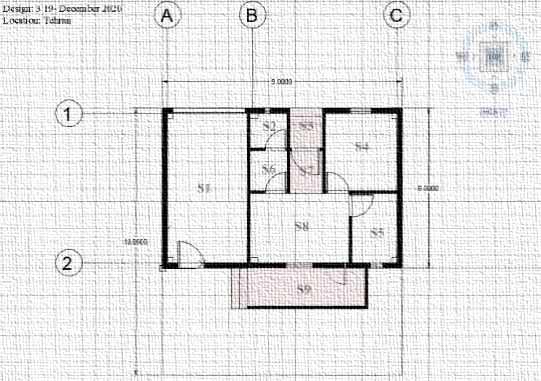 Design: 3 19- December 2020
Location: Tehran
A
B
C
9.0000
1
S2
S3
S4
S6
S7
S1
6.0000
S8
S5
10.0000
2
S9